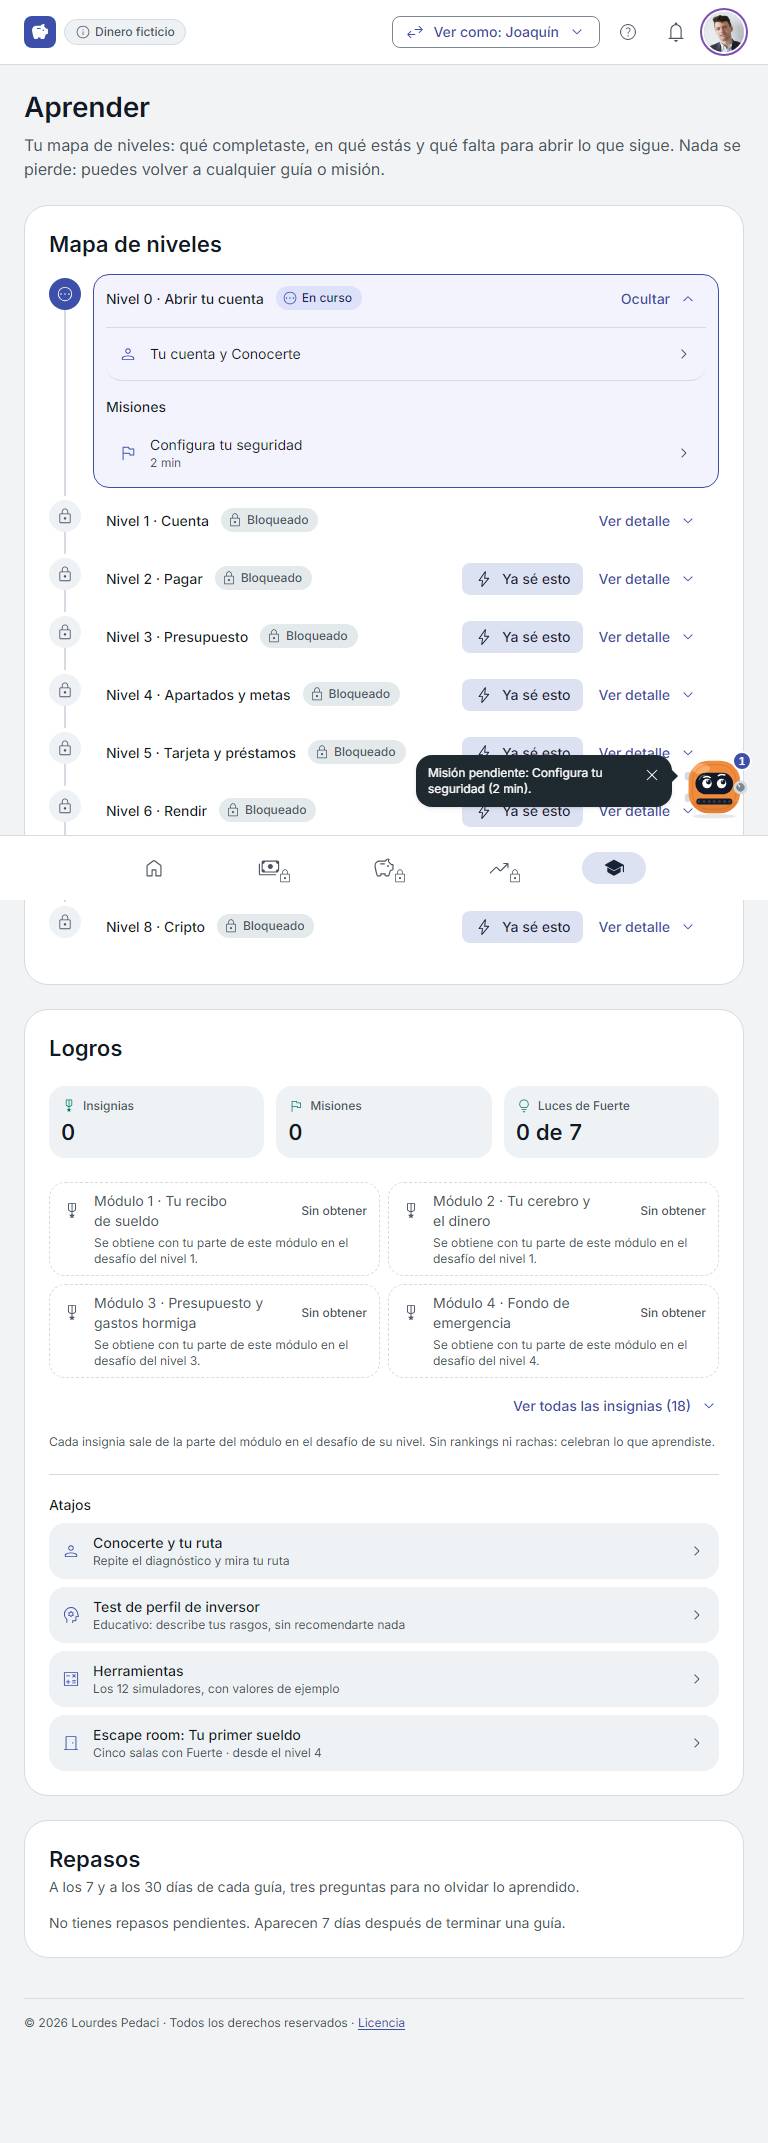 Dinero ficticio
Ver como: Joaquín
Aprender
Tu mapa de niveles: qué completaste, en qué estás y qué falta para abrir lo que sigue. Nada se
pierde: puedes volver a cualquier guía o misión.
Mapa de niveles
Nivel 0 · Abrir tu cuenta
En curso
Ocultar
Tu cuenta y Conocerte
Misiones
Configura tu seguridad
2 min
Nivel 1 · Cuenta
Bloqueado
Ver detalle
Nivel 2 · Pagar
Bloqueado
Ya sé esto
Ver detalle
Nivel 3 · Presupuesto
Bloqueado
Ya sé esto
Ver detalle
Nivel 4 · Apartados y metas
Bloqueado
Ya sé esto
Ver detalle
Nivel 5 · Tarjeta y préstamos
Bloqueado
Ya sé esto
Ver detalle
Misión pendiente: Configura tu
seguridad (2 min).
1
Nivel 6 · Rendir
Bloqueado
Ya sé esto
Ver detalle
Nivel 8 · Cripto
Bloqueado
Ya sé esto
Ver detalle
Logros
Insignias
0
Misiones
0
Luces de Fuerte
0 de 7
Módulo 1 · Tu recibo
de sueldo
Sin obtener
Se obtiene con tu parte de este módulo en el
desafío del nivel 1.
Módulo 2 · Tu cerebro y
el dinero
Sin obtener
Se obtiene con tu parte de este módulo en el
desafío del nivel 1.
Módulo 3 · Presupuesto y
gastos hormiga
Sin obtener
Se obtiene con tu parte de este módulo en el
desafío del nivel 3.
Módulo 4 · Fondo de
emergencia
Sin obtener
Se obtiene con tu parte de este módulo en el
desafío del nivel 4.
Ver todas las insignias (18)
Cada insignia sale de la parte del módulo en el desafío de su nivel. Sin rankings ni rachas: celebran lo que aprendiste.
Atajos
Conocerte y tu ruta
Repite el diagnóstico y mira tu ruta
Test de perfil de inversor
Educativo: describe tus rasgos, sin recomendarte nada
Herramientas
Los 12 simuladores, con valores de ejemplo
Escape room: Tu primer sueldo
Cinco salas con Fuerte · desde el nivel 4
Repasos
A los 7 y a los 30 días de cada guía, tres preguntas para no olvidar lo aprendido.
No tienes repasos pendientes. Aparecen 7 días después de terminar una guía.
© 2026 Lourdes Pedaci · Todos los derechos reservados · Licencia